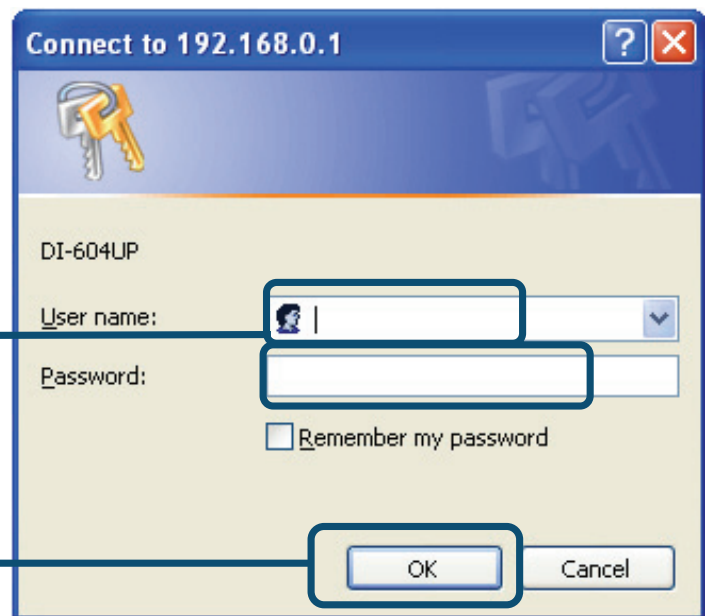 Connect to 192.168.0.1
DI-604UP
User name:
Password:
Remember my password
OK Cancel